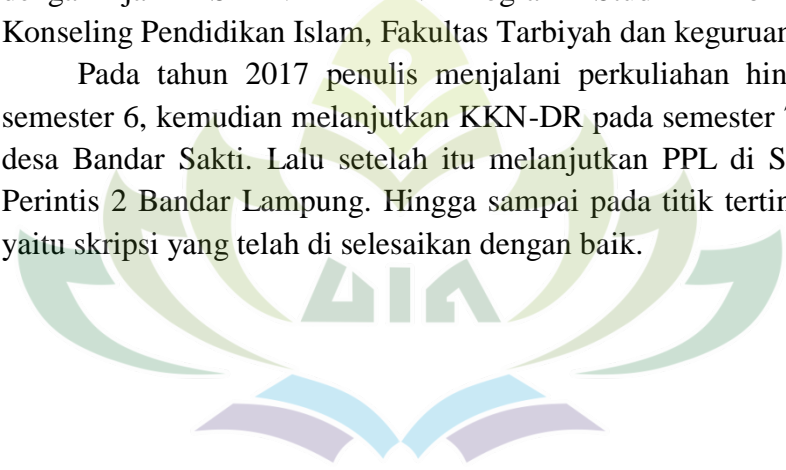 Konseling Pendidikan Islam, Fakultas Tarbiyah dan keguruan
Pada tahun 2017 penulis menjalani perkuliahan hin
semester 6, kemudian melanjutkan KKN-DR pada semester
desa Bandar Sakti. Lalu setelah itu melanjutkan PPL di S
Perintis 2 Bandar Lampung. Hingga sampai pada titik tertin
yaitu skripsi yang telah di selesaikan dengan baik.
UIN